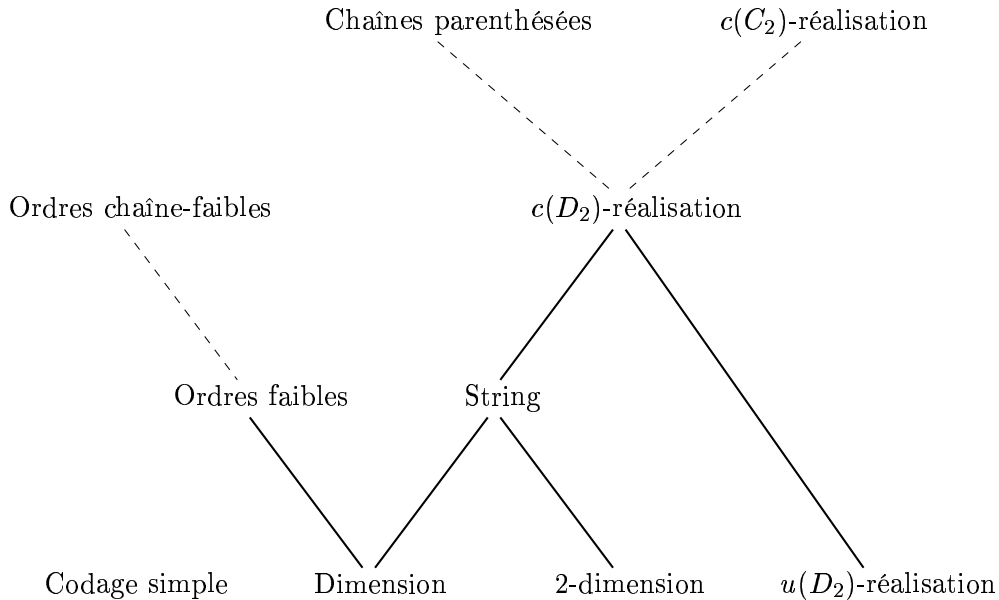 Chaînes parenthésées
c(C₂)-réalisation
Ordres chaîne-faibles
c(D₂)-réalisation
Ordres faibles
String
Codage simple
Dimension
2-dimension
u(D₂)-réalisation